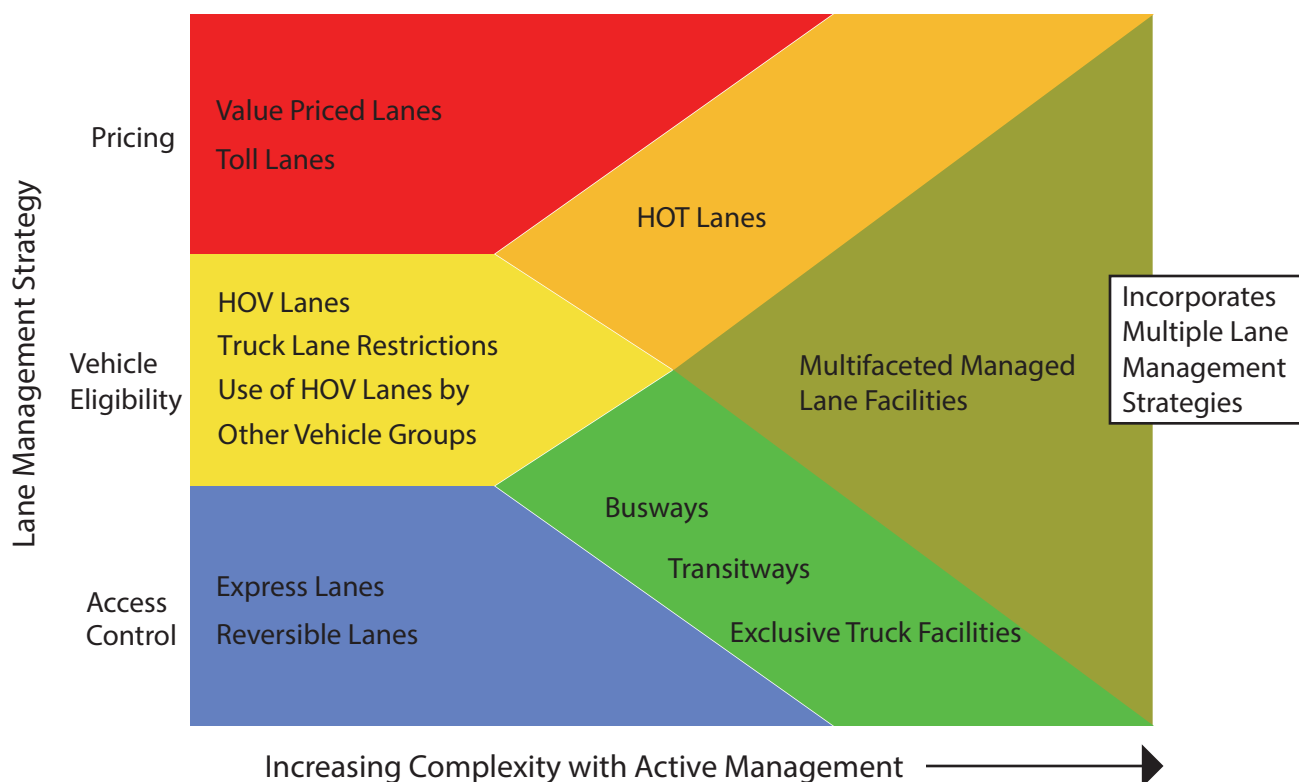 Lane Management Strategy
Pricing
Value Priced Lanes
Toll Lanes
HOT Lanes
Vehicle
Eligibility
HOV Lanes
Truck Lane Restrictions
Use of HOV Lanes by
Other Vehicle Groups
Multifaceted Managed
Lane Facilities
Incorporates
Multiple Lane
Management
Strategies
Access
Control
Express Lanes
Reversible Lanes
Busways
Transitways
Exclusive Truck Facilities
Increasing Complexity with Active Management